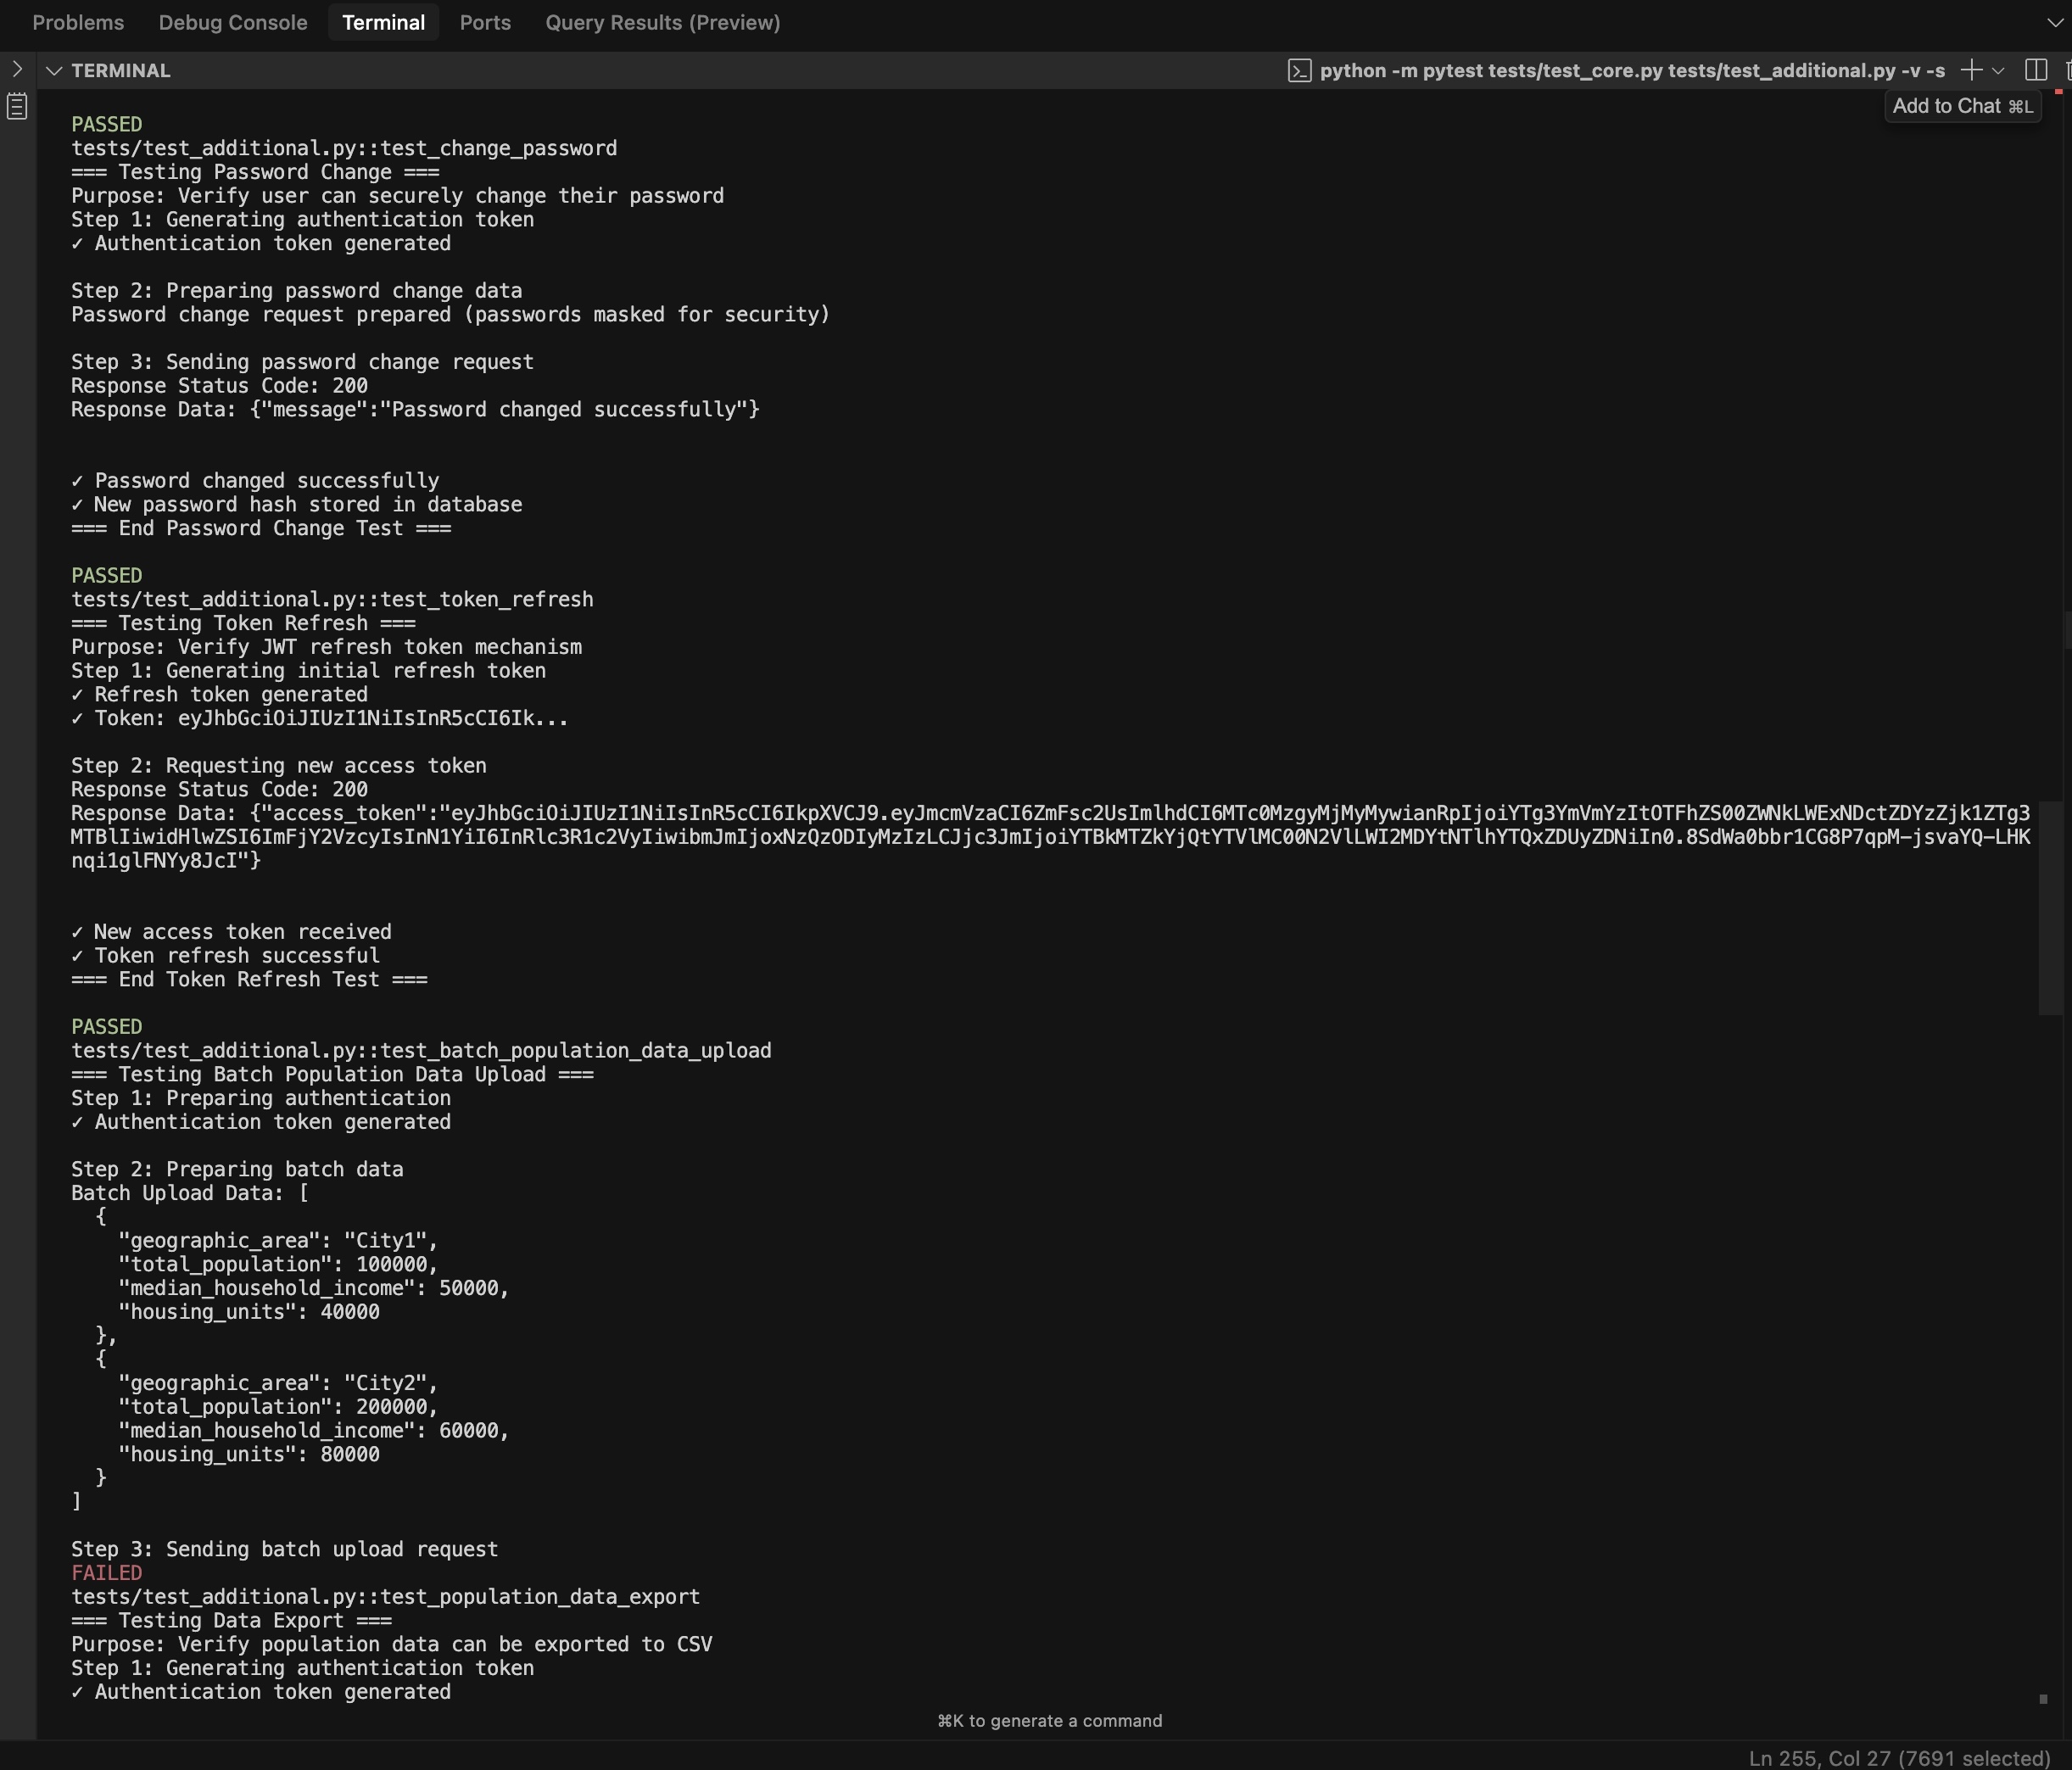 Problems Debug Console Terminal Ports Query Results (Preview)
TERMINAL python -m pytest tests/test_core.py tests/test_additional.py -v -s
Add to Chat ⌘L
PASSED
tests/test_additional.py::test_change_password
=== Testing Password Change ===
Purpose: Verify user can securely change their password
Step 1: Generating authentication token
✓ Authentication token generated
Step 2: Preparing password change data
Password change request prepared (passwords masked for security)
Step 3: Sending password change request
Response Status Code: 200
Response Data: {"message":"Password changed successfully"}
✓ Password changed successfully
✓ New password hash stored in database
=== End Password Change Test ===
PASSED
tests/test_additional.py::test_token_refresh
=== Testing Token Refresh ===
Purpose: Verify JWT refresh token mechanism
Step 1: Generating initial refresh token
✓ Refresh token generated
✓ Token: eyJhbGciOiJIUzI1NiIsInR5cCI6Ik...
Step 2: Requesting new access token
Response Status Code: 200
Response Data: {"access_token":"eyJhbGciOiJIUzI1NiIsInR5cCI6IkpXVCJ9.eyJmcmVzaCI6ZmFsc2UsImlhdCI6MTc0MzgyMjMyMywianRpIjoiYTg3YmVmYzItOTFhZS00ZWNkLWExNDctZDYzZjk1ZTg3
MTBlIiwidHlwZSI6ImFjY2VzcyIsInN1YiI6InRlc3R1c2VyIiwibmJmIjoxNzQzODIyMzIzLCJjc3JmIjoiYTBkMTZkYjQtYTVlMC00N2VlLWI2MDYtNTlhYTQxZDUyZDNiIn0.8SdWa0bbr1CG8P7qpM-jsvaYQ-LHK
nqi1glFNYy8JcI"}
✓ New access token received
✓ Token refresh successful
=== End Token Refresh Test ===
PASSED
tests/test_additional.py::test_batch_population_data_upload
=== Testing Batch Population Data Upload ===
Step 1: Preparing authentication
✓ Authentication token generated
Step 2: Preparing batch data
Batch Upload Data: [
{
"geographic_area": "City1",
"total_population": 100000,
"median_household_income": 50000,
"housing_units": 40000
},
{
"geographic_area": "City2",
"total_population": 200000,
"median_household_income": 60000,
"housing_units": 80000
}
]
Step 3: Sending batch upload request
FAILED
tests/test_additional.py::test_population_data_export
=== Testing Data Export ===
Purpose: Verify population data can be exported to CSV
Step 1: Generating authentication token
✓ Authentication token generated
⌘K to generate a command
Ln 255, Col 27 (7691 selected)